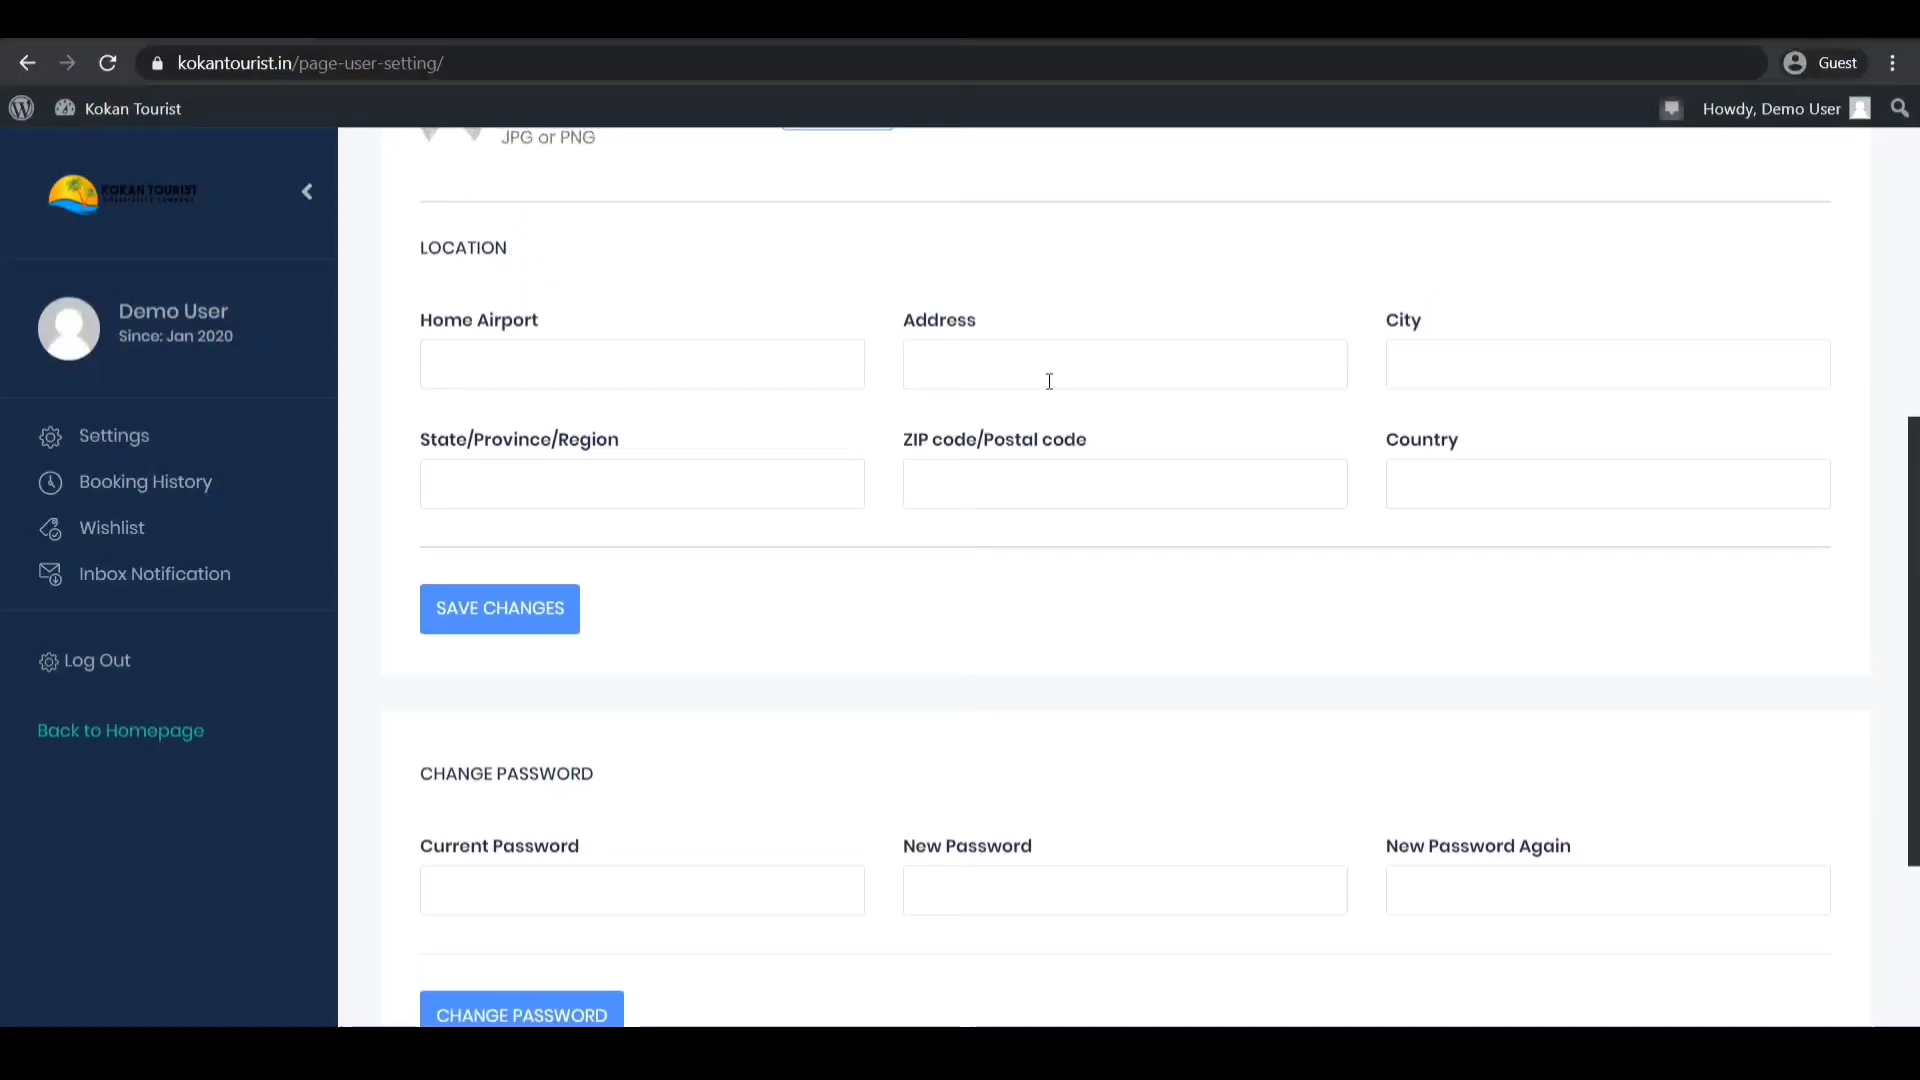 kokantourist.in/page-user-setting/
Guest
Kokan Tourist
Howdy, Demo User
KOKAN TOURIST
Demo User
Since: Jan 2020
Settings
Booking History
Wishlist
Inbox Notification
Log Out
Back to Homepage
JPG or PNG
LOCATION
Home Airport
Address
City
State/Province/Region
ZIP code/Postal code
Country
SAVE CHANGES
CHANGE PASSWORD
Current Password
New Password
New Password Again
CHANGE PASSWORD